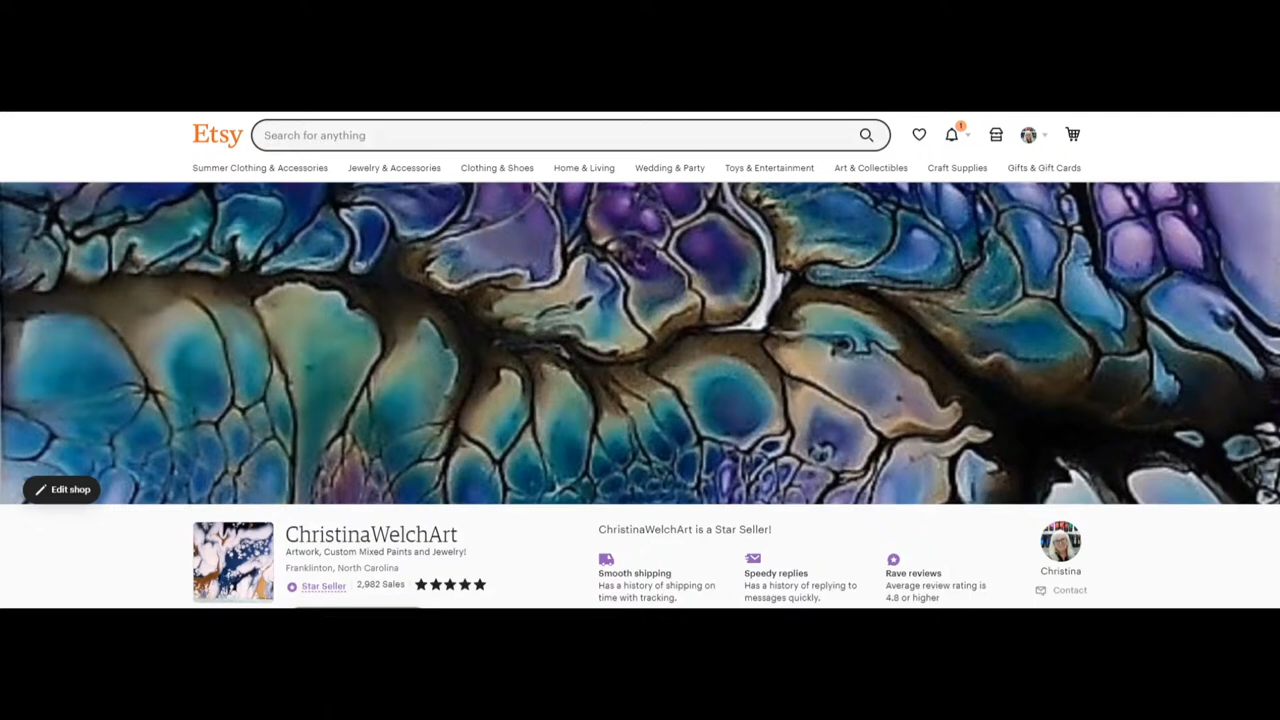 Etsy
Search for anything
1
Summer Clothing & Accessories Jewelry & Accessories Clothing & Shoes Home & Living Wedding & Party Toys & Entertainment Art & Collectibles Craft Supplies Gifts & Gift Cards
Edit shop
ChristinaWelchArt
Artwork, Custom Mixed Paints and Jewelry!
Franklinton, North Carolina
Star Seller 2,982 Sales
ChristinaWelchArt is a Star Seller!
Smooth shipping
Has a history of shipping on
time with tracking.
Speedy replies
Has a history of replying to
messages quickly.
Rave reviews
Average review rating is
4.8 or higher
Christina
Contact